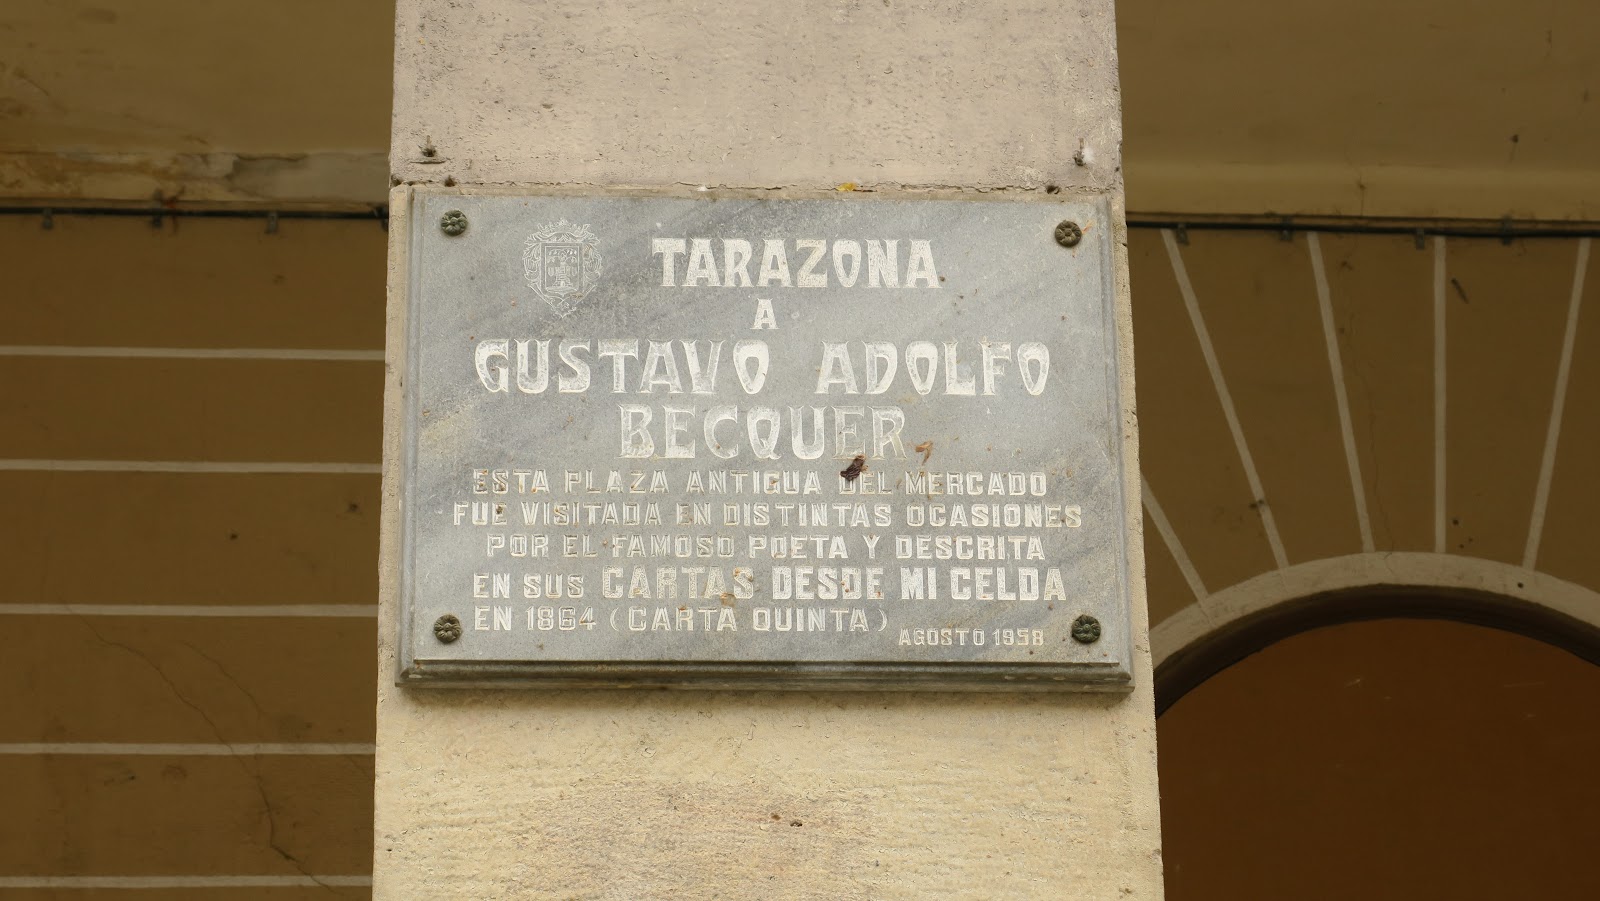 TARAZONA
A
GUSTAVO ADOLFO
BECQUER
ESTA PLAZA ANTIGUA DEL MERCADO
FUE VISITADA EN DISTINTAS OCASIONES
POR EL FAMOSO POETA Y DESCRITA
EN SUS CARTAS DESDE MI CELDA
EN 1864 (CARTA QUINTA)
AGOSTO 1958